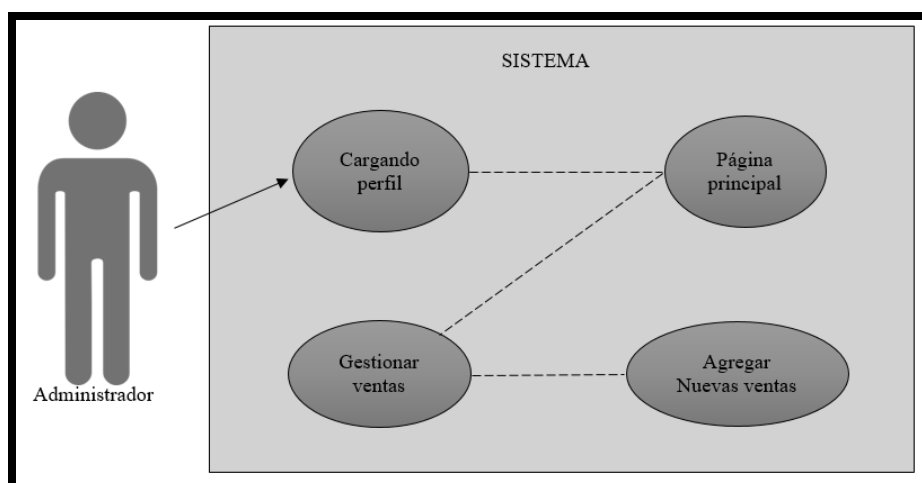 SISTEMA
Cargando
perfil
Página
principal
Gestionar
ventas
Agregar
Nuevas ventas
Administrador